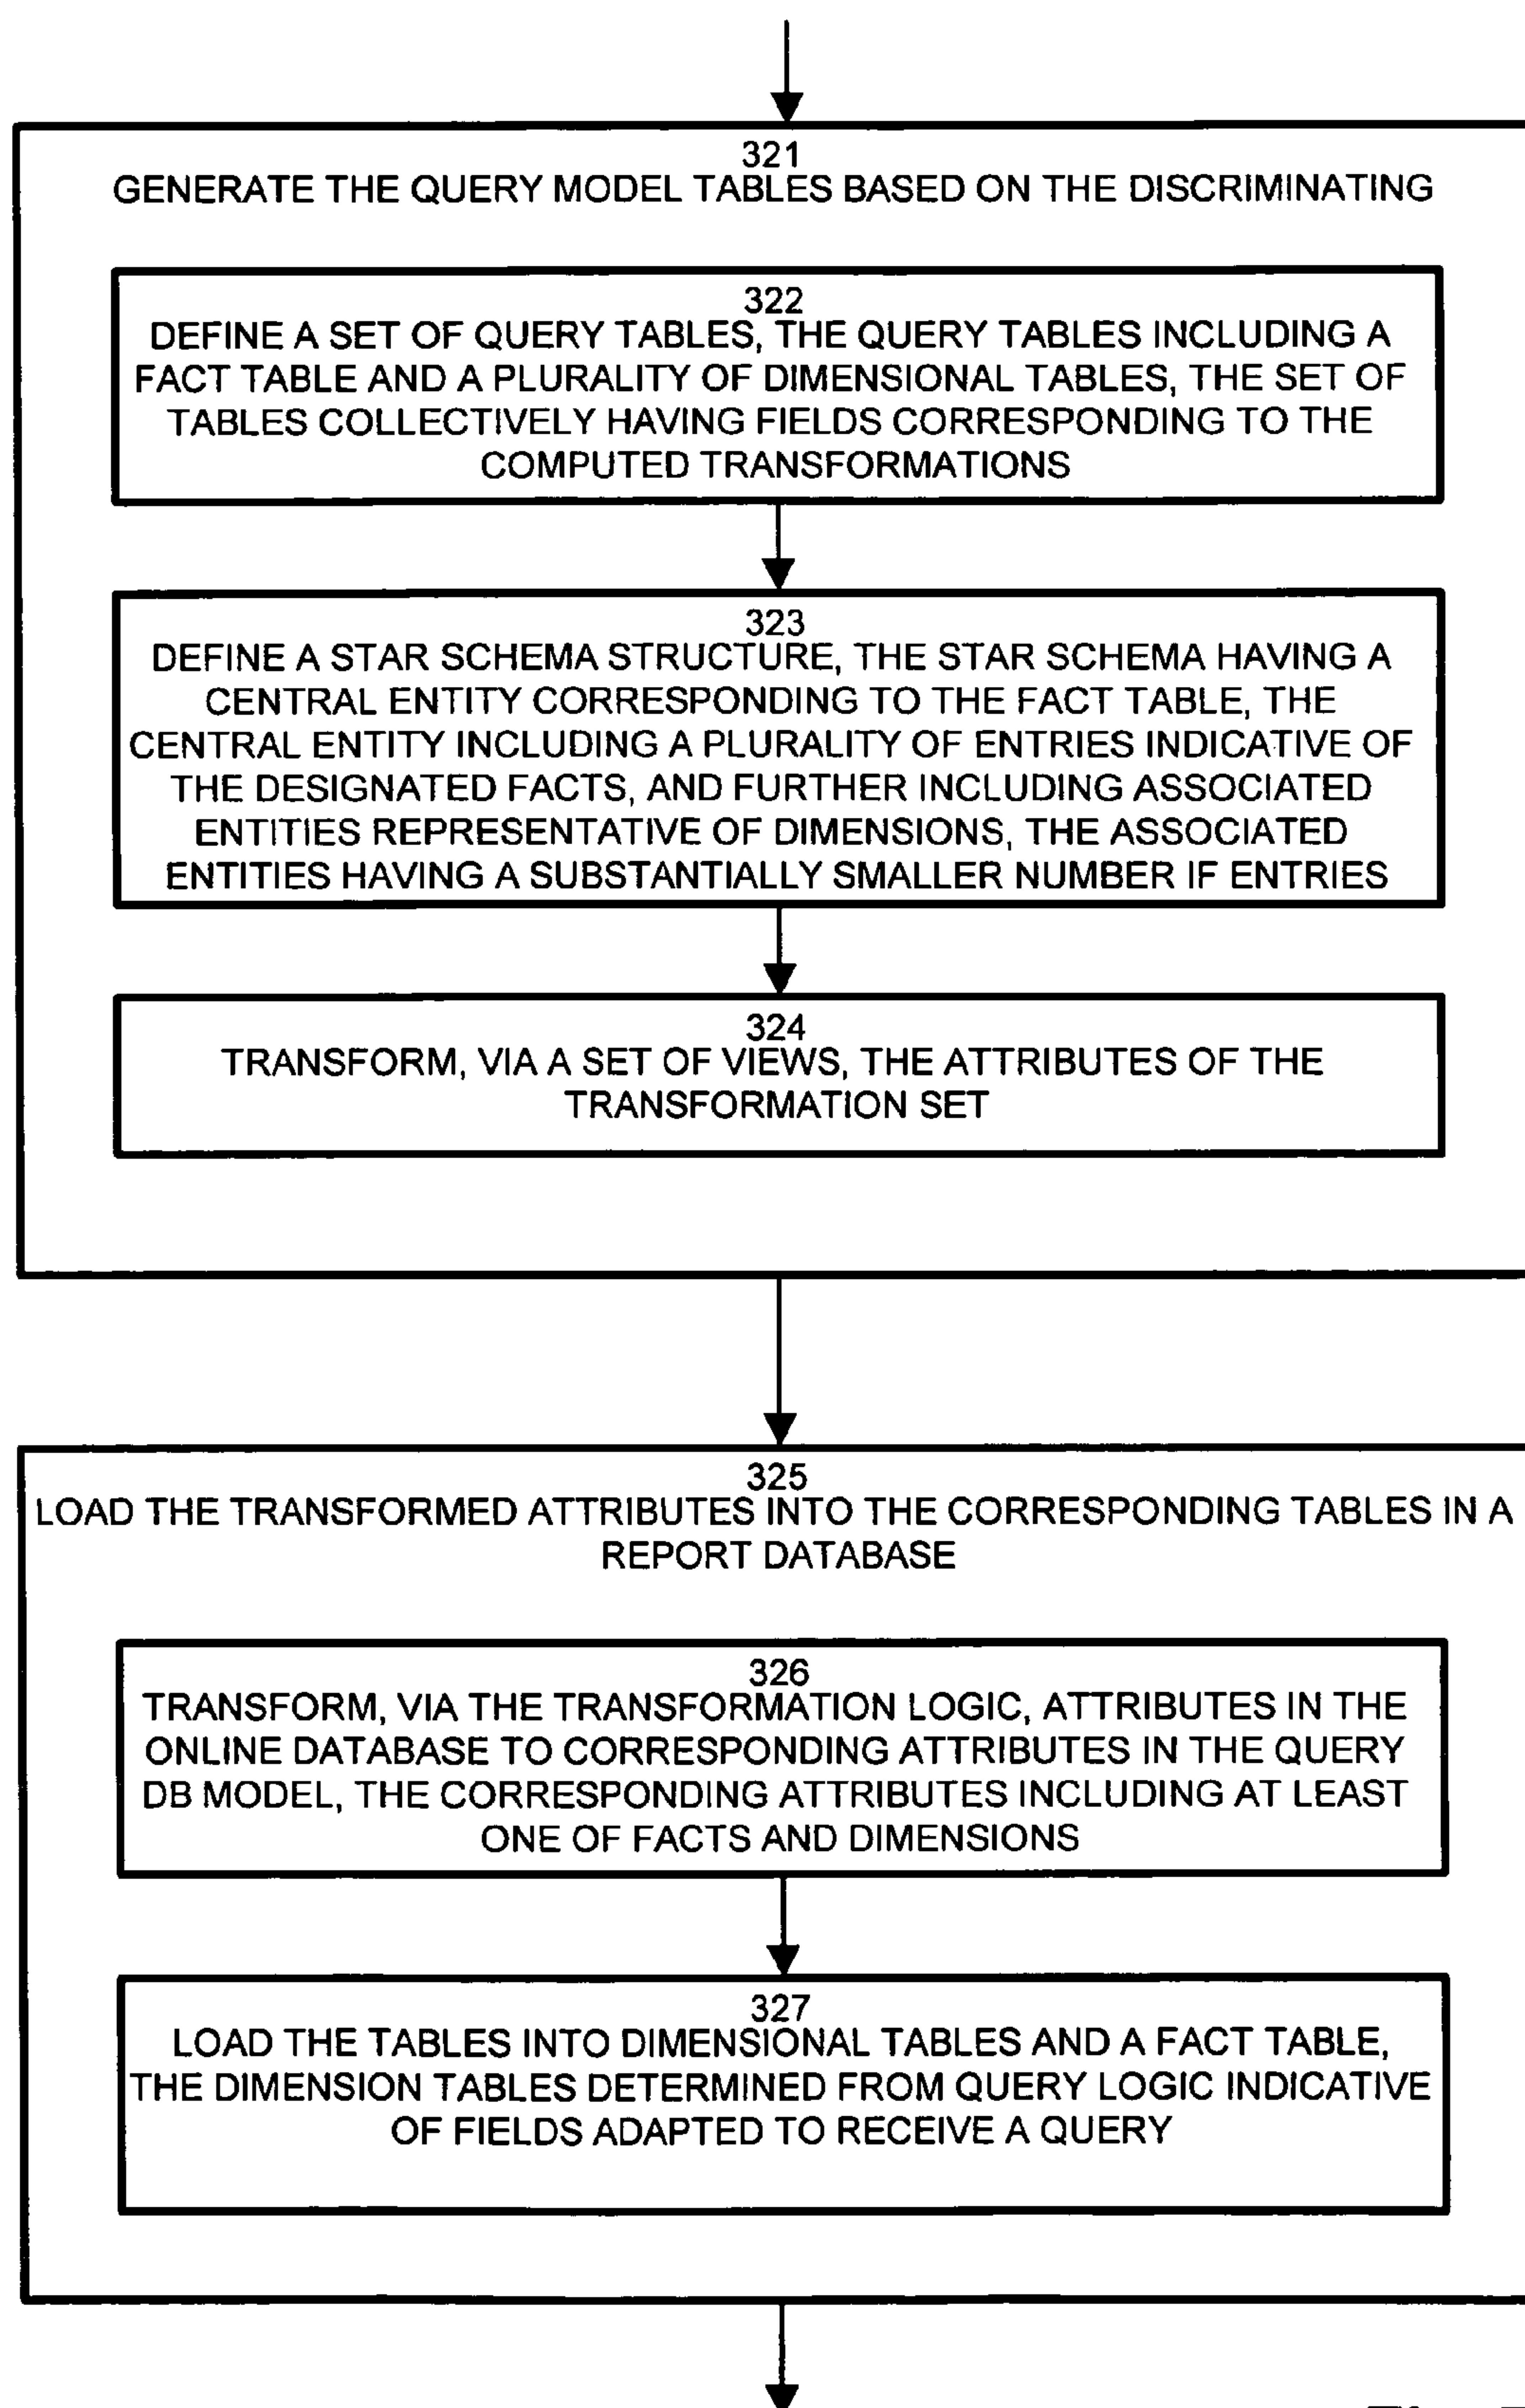 321
GENERATE THE QUERY MODEL TABLES BASED ON THE DISCRIMINATING
322
DEFINE A SET OF QUERY TABLES, THE QUERY TABLES INCLUDING A
FACT TABLE AND A PLURALITY OF DIMENSIONAL TABLES, THE SET OF
TABLES COLLECTIVELY HAVING FIELDS CORRESPONDING TO THE
COMPUTED TRANSFORMATIONS
323
DEFINE A STAR SCHEMA STRUCTURE, THE STAR SCHEMA HAVING A
CENTRAL ENTITY CORRESPONDING TO THE FACT TABLE, THE
CENTRAL ENTITY INCLUDING A PLURALITY OF ENTRIES INDICATIVE OF
THE DESIGNATED FACTS, AND FURTHER INCLUDING ASSOCIATED
ENTITIES REPRESENTATIVE OF DIMENSIONS, THE ASSOCIATED
ENTITIES HAVING A SUBSTANTIALLY SMALLER NUMBER IF ENTRIES
324
TRANSFORM, VIA A SET OF VIEWS, THE ATTRIBUTES OF THE
TRANSFORMATION SET
325
LOAD THE TRANSFORMED ATTRIBUTES INTO THE CORRESPONDING TABLES IN A
REPORT DATABASE
326
TRANSFORM, VIA THE TRANSFORMATION LOGIC, ATTRIBUTES IN THE
ONLINE DATABASE TO CORRESPONDING ATTRIBUTES IN THE QUERY
DB MODEL, THE CORRESPONDING ATTRIBUTES INCLUDING AT LEAST
ONE OF FACTS AND DIMENSIONS
327
LOAD THE TABLES INTO DIMENSIONAL TABLES AND A FACT TABLE,
THE DIMENSION TABLES DETERMINED FROM QUERY LOGIC INDICATIVE
OF FIELDS ADAPTED TO RECEIVE A QUERY